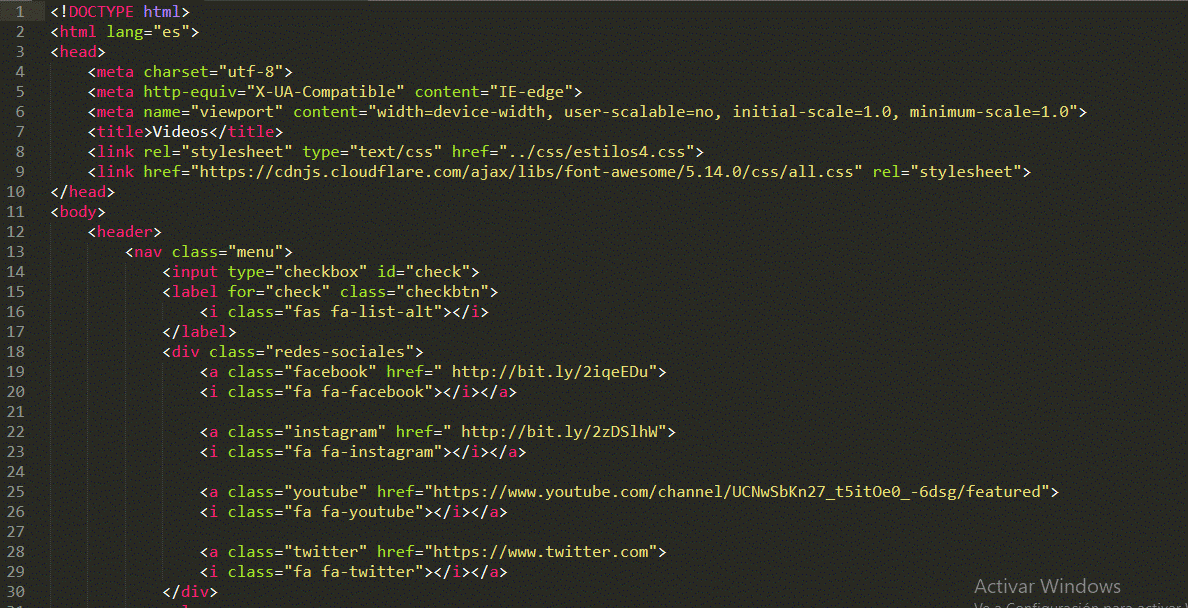 1 <!DOCTYPE html>
2 <html lang="es">
3 <head>
4 <meta charset="utf-8">
5 <meta http-equiv="X-UA-Compatible" content="IE-edge">
6 <meta name="viewport" content="width=device-width, user-scalable=no, initial-scale=1.0, minimum-scale=1.0">
7 <title>Videos</title>
8 <link rel="stylesheet" type="text/css" href="../css/estilos4.css">
9 <link href="https://cdnjs.cloudflare.com/ajax/libs/font-awesome/5.14.0/css/all.css" rel="stylesheet">
10 </head>
11 <body>
12 <header>
13 <nav class="menu">
14 <input type="checkbox" id="check">
15 <label for="check" class="checkbtn">
16 <i class="fas fa-list-alt"></i>
17 </label>
18 <div class="redes-sociales">
19 <a class="facebook" href=" http://bit.ly/2iqeEDu">
20 <i class="fa fa-facebook"></i></a>
21
22 <a class="instagram" href=" http://bit.ly/2zDSlhW">
23 <i class="fa fa-instagram"></i></a>
24
25 <a class="youtube" href="https://www.youtube.com/channel/UCNwSbKn27_t5itOe0_-6dsg/featured">
26 <i class="fa fa-youtube"></i></a>
27
28 <a class="twitter" href="https://www.twitter.com">
29 <i class="fa fa-twitter"></i></a>
30 </div>
Activar Windows
Ve a Configuración para activar